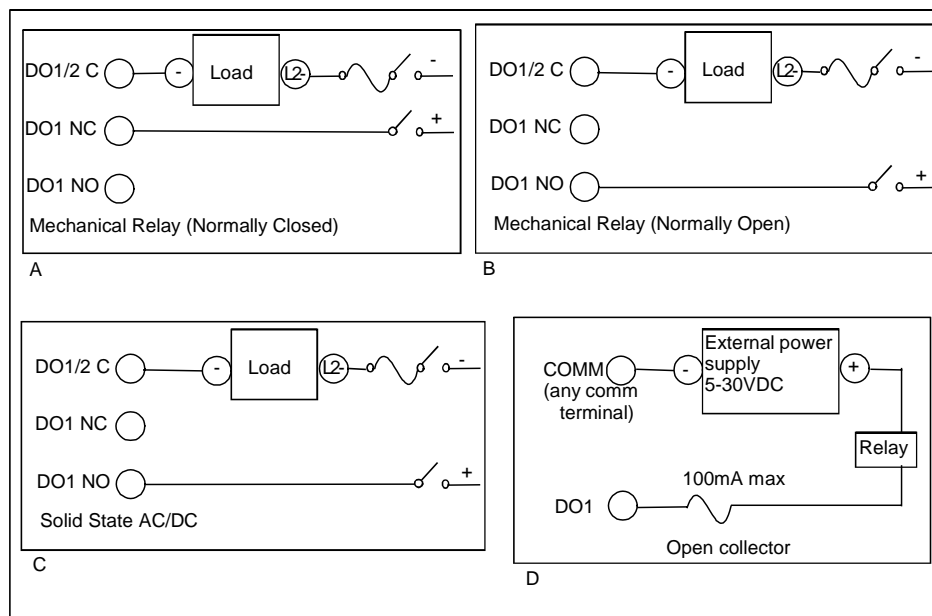 DO1/2 C
-
Load
L2-
-
DO1 NC
+
DO1 NO
Mechanical Relay (Normally Closed)
A
DO1/2 C
-
Load
L2-
-
DO1 NC
DO1 NO
+
Mechanical Relay (Normally Open)
B
DO1/2 C
-
Load
L2-
-
DO1 NC
DO1 NO
+
Solid State AC/DC
C
COMM
(any comm
terminal)
-
External power
supply
5-30VDC
+
Relay
100mA max
DO1
Open collector
D